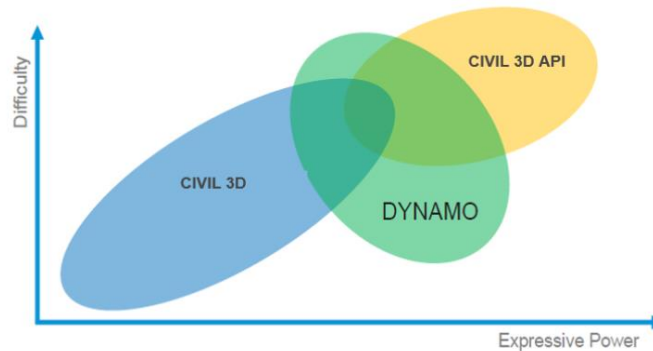 CIVIL 3D API
Difficulty
CIVIL 3D
DYNAMO
Expressive Power